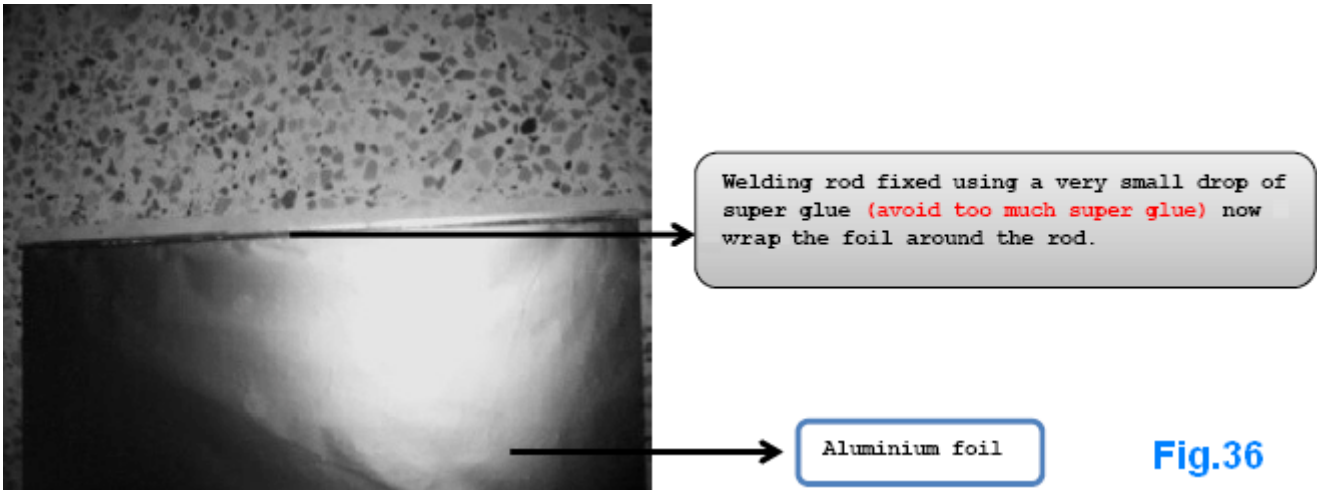 Welding rod fixed using a very small drop of
super glue (avoid too much super glue) now
wrap the foil around the rod.
Aluminium foil
Fig.36